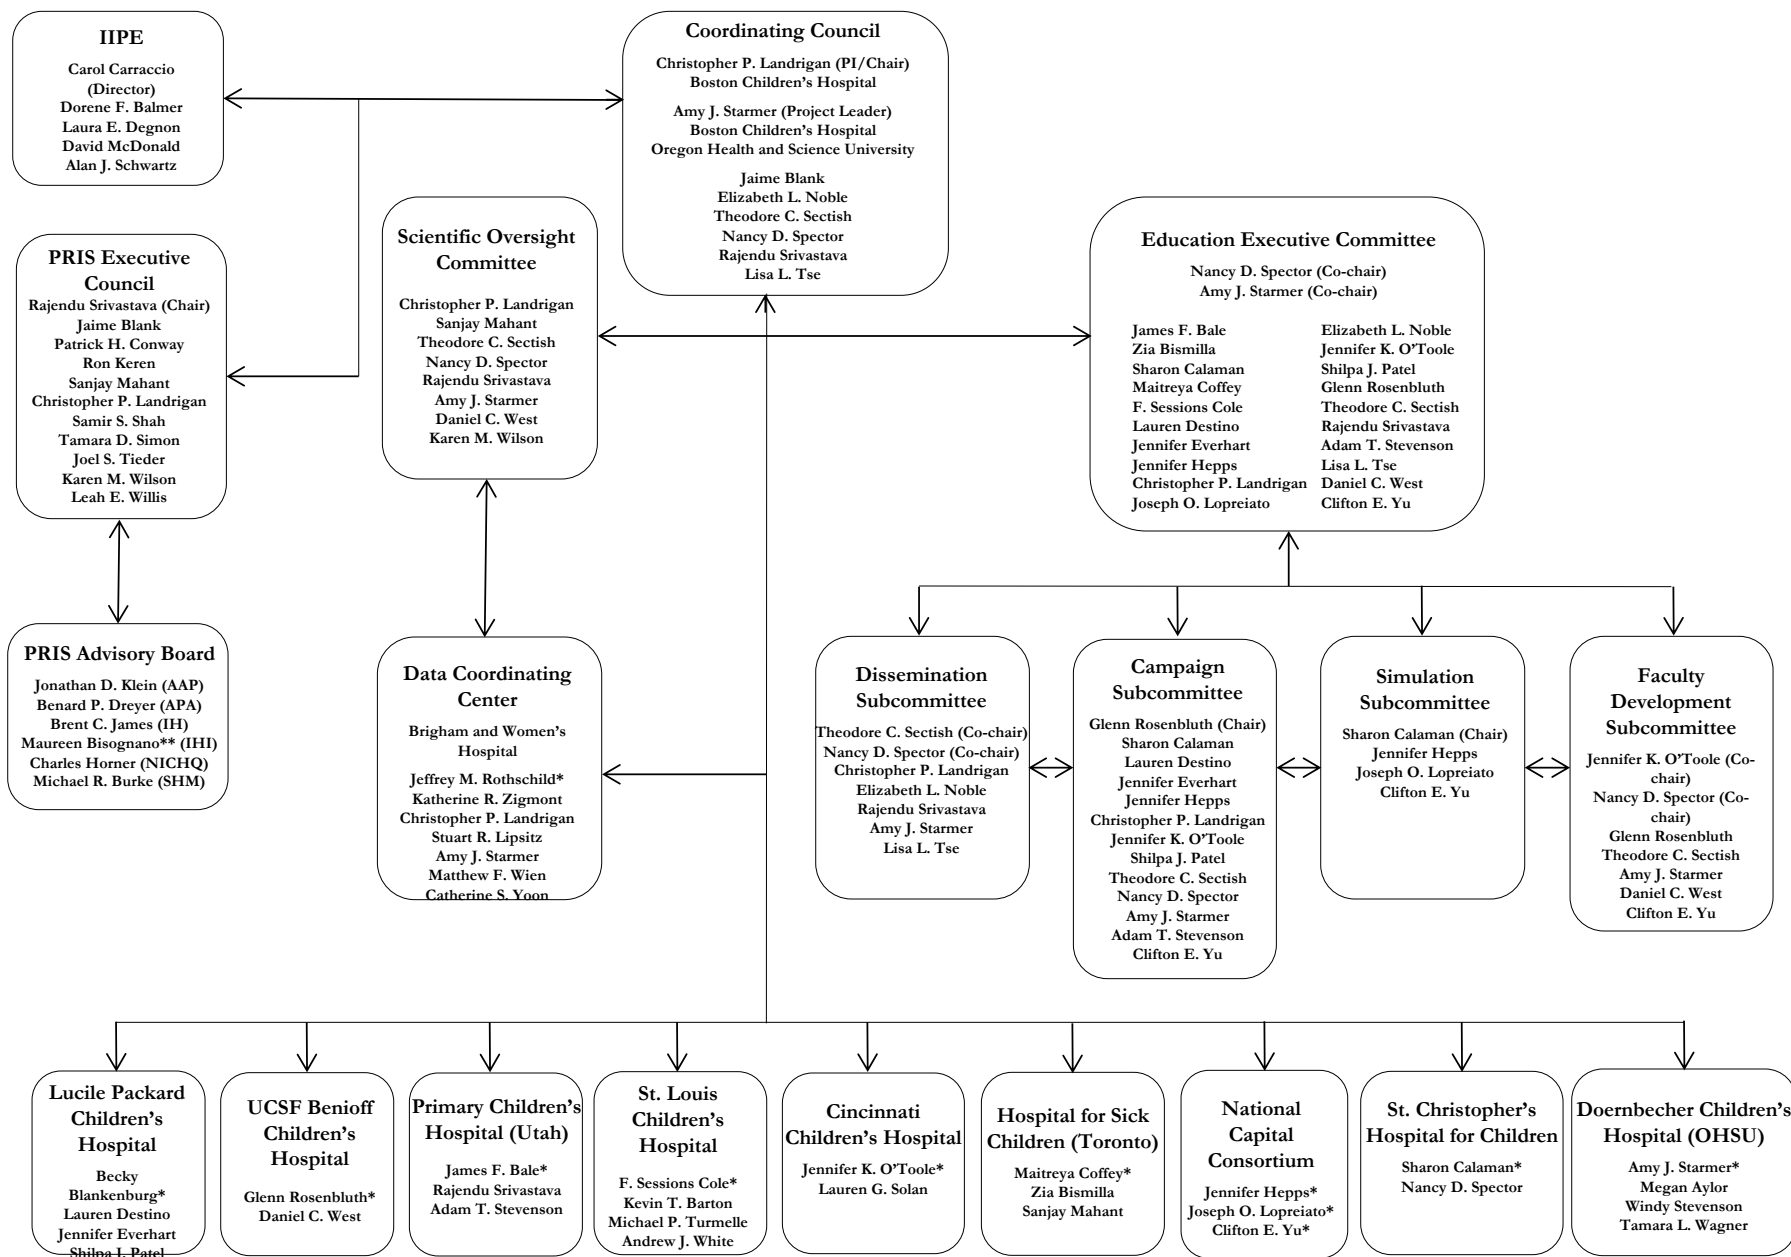 IIPE
Carol Carraccio
(Director)
Dorene F. Balmer
Laura E. Degnon
David McDonald
Alan J. Schwartz
Coordinating Council
Christopher P. Landrigan (PI/Chair)
Boston Children's Hospital
Amy J. Starmer (Project Leader)
Boston Children's Hospital
Oregon Health and Science University
Jaime Blank
Elizabeth L. Noble
Theodore C. Sectish
Nancy D. Spector
Rajendu Srivastava
Lisa L. Tse
PRIS Executive
Council
Rajendu Srivastava (Chair)
Jaime Blank
Patrick H. Conway
Ron Keren
Sanjay Mahant
Christopher P. Landrigan
Samir S. Shah
Tamara D. Simon
Joel S. Tieder
Karen M. Wilson
Leah E. Willis
Scientific Oversight
Committee
Christopher P. Landrigan
Sanjay Mahant
Theodore C. Sectish
Nancy D. Spector
Rajendu Srivastava
Amy J. Starmer
Daniel C. West
Karen M. Wilson
Education Executive Committee
Nancy D. Spector (Co-chair)
Amy J. Starmer (Co-chair)
James F. Bale
Zia Bismilla
Sharon Calaman
Maitreya Coffey
F. Sessions Cole
Lauren Destino
Jennifer Everhart
Jennifer Hepps
Christopher P. Landrigan
Joseph O. Lopreiato
Elizabeth L. Noble
Jennifer K. O'Toole
Shilpa J. Patel
Glenn Rosenbluth
Theodore C. Sectish
Rajendu Srivastava
Adam T. Stevenson
Lisa L. Tse
Daniel C. West
Clifton E. Yu
PRIS Advisory Board
Jonathan D. Klein (AAP)
Benard P. Dreyer (APA)
Brent C. James (IH)
Maureen Bisognano** (IHI)
Charles Horner (NICHQ)
Michael R. Burke (SHM)
Data Coordinating
Center
Brigham and Women's
Hospital
Jeffrey M. Rothschild*
Katherine R. Zigmont
Christopher P. Landrigan
Stuart R. Lipsitz
Amy J. Starmer
Matthew F. Wien
Catherine S. Yoon
Dissemination
Subcommittee
Theodore C. Sectish (Co-chair)
Nancy D. Spector (Co-chair)
Christopher P. Landrigan
Elizabeth L. Noble
Rajendu Srivastava
Amy J. Starmer
Lisa L. Tse
Campaign
Subcommittee
Glenn Rosenbluth (Chair)
Sharon Calaman
Lauren Destino
Jennifer Everhart
Jennifer Hepps
Christopher P. Landrigan
Jennifer K. O'Toole
Shilpa J. Patel
Theodore C. Sectish
Nancy D. Spector
Amy J. Starmer
Adam T. Stevenson
Clifton E. Yu
Simulation
Subcommittee
Sharon Calaman (Chair)
Jennifer Hepps
Joseph O. Lopreiato
Clifton E. Yu
Faculty
Development
Subcommittee
Jennifer K. O'Toole (Co-
chair)
Nancy D. Spector (Co-
chair)
Glenn Rosenbluth
Theodore C. Sectish
Amy J. Starmer
Daniel C. West
Clifton E. Yu
Lucile Packard
Children's
Hospital
Becky
Blankenburg*
Lauren Destino
Jennifer Everhart
Shilpa J. Patel
UCSF Benioff
Children's
Hospital
Glenn Rosenbluth*
Daniel C. West
Primary Children's
Hospital (Utah)
James F. Bale*
Rajendu Srivastava
Adam T. Stevenson
St. Louis
Children's
Hospital
F. Sessions Cole*
Kevin T. Barton
Michael P. Turmelle
Andrew J. White
Cincinnati
Children's Hospital
Jennifer K. O'Toole*
Lauren G. Solan
Hospital for Sick
Children (Toronto)
Maitreya Coffey*
Zia Bismilla
Sanjay Mahant
National
Capital
Consortium
Jennifer Hepps*
Joseph O. Lopreiato*
Clifton E. Yu*
St. Christopher's
Hospital for Children
Sharon Calaman*
Nancy D. Spector
Doernbecher Children's
Hospital (OHSU)
Amy J. Starmer*
Megan Aylor
Windy Stevenson
Tamara L. Wagner